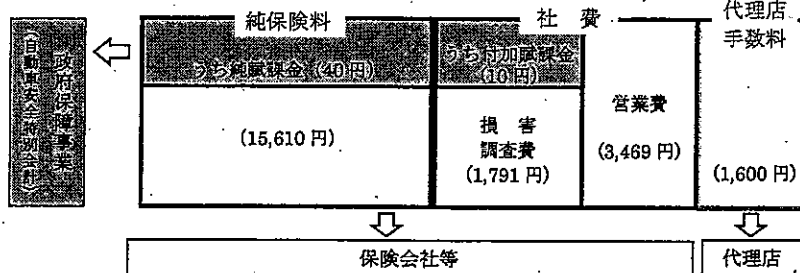 純保険料
社　費
代理店
手数料
政府保障事業
（自動車安全特別会計）
うち純賦課金（40円）
うち付加賦課金
（10円）
（15,610円）
損　害
調査費
（1,791円）
営業費
（3,469円）
（1,600円）
保険会社等
代理店